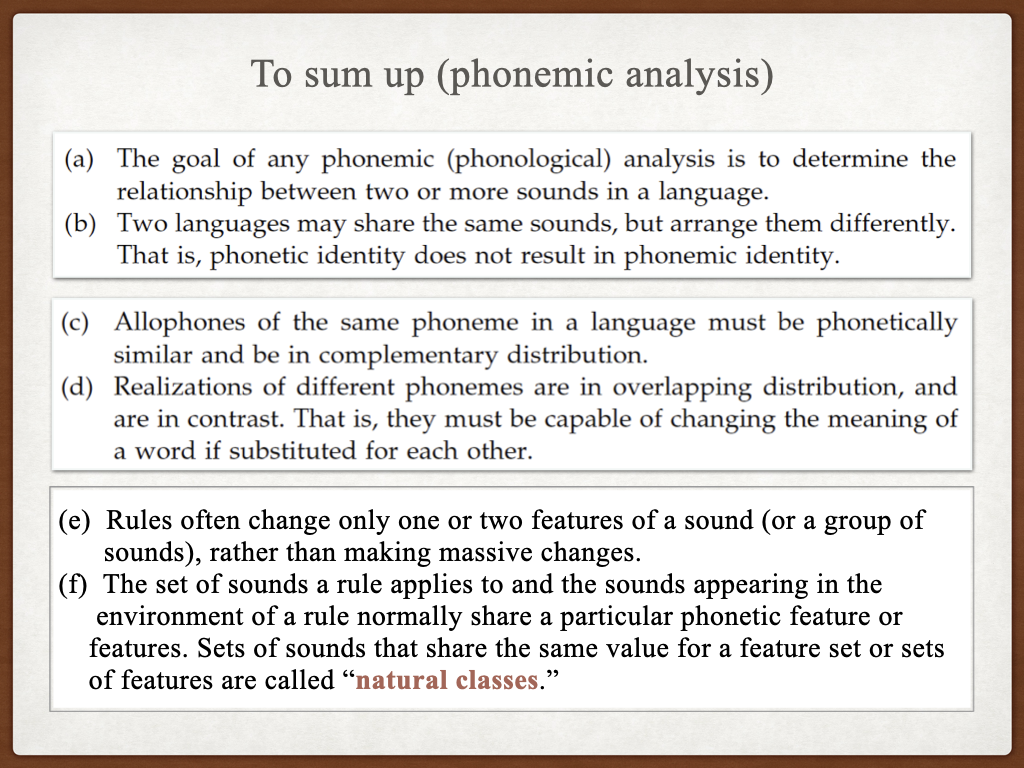 To sum up (phonemic analysis)
(a) The goal of any phonemic (phonological) analysis is to determine the
relationship between two or more sounds in a language.
(b) Two languages may share the same sounds, but arrange them differently.
That is, phonetic identity does not result in phonemic identity.
(c) Allophones of the same phoneme in a language must be phonetically
similar and be in complementary distribution.
(d) Realizations of different phonemes are in overlapping distribution, and
are in contrast. That is, they must be capable of changing the meaning of
a word if substituted for each other.
(e) Rules often change only one or two features of a sound (or a group of
sounds), rather than making massive changes.
(f) The set of sounds a rule applies to and the sounds appearing in the
environment of a rule normally share a particular phonetic feature or
features. Sets of sounds that share the same value for a feature set or sets
of features are called “natural classes.”